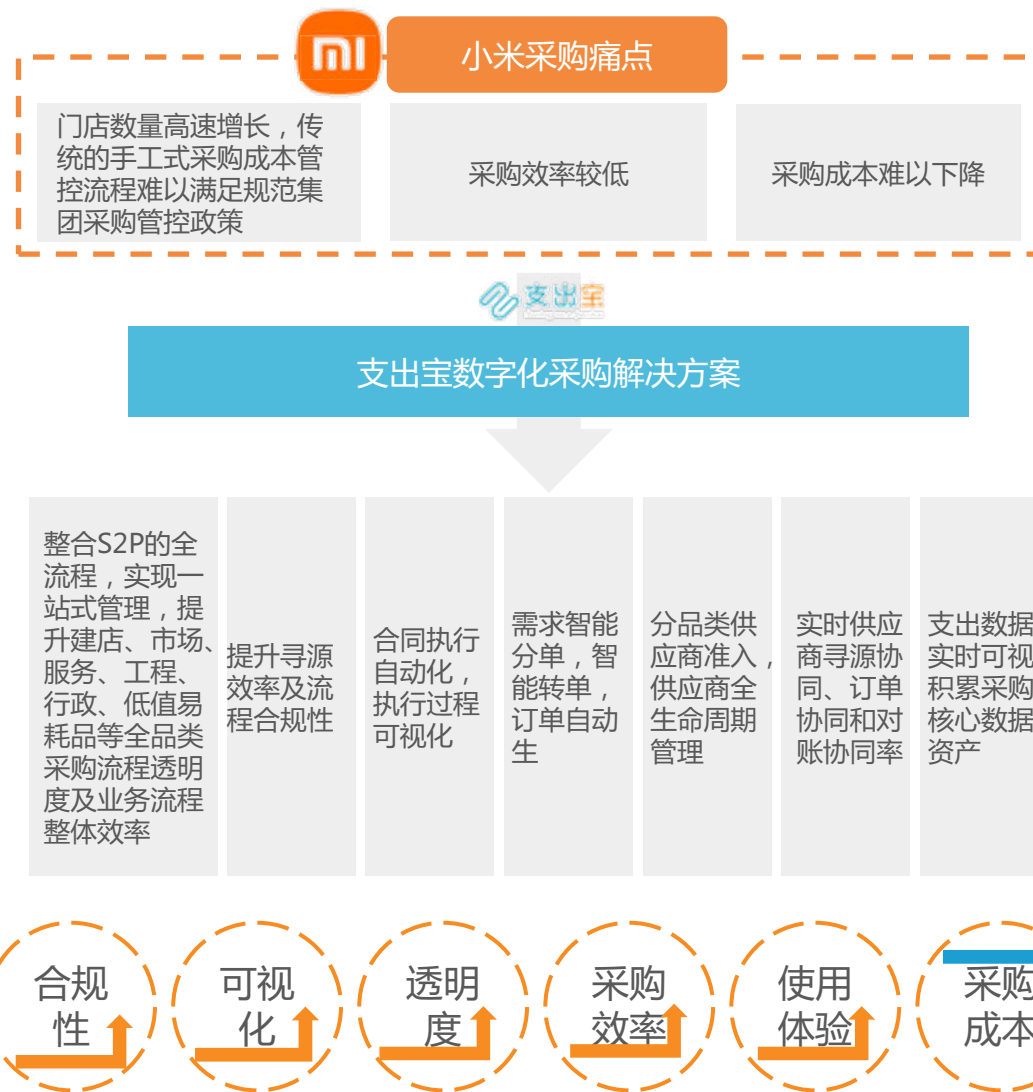 小米采购痛点
门店数量高速增长，传
统的手工式采购成本管
控流程难以满足规范集
团采购管控政策
采购效率较低
采购成本难以下降
支出宝
支出宝数字化采购解决方案
整合S2P的全
流程，实现一
站式管理，提
升建店、市场、
服务、工程、
行政、低值易
耗品等全品类
采购流程透明
度及业务流程
整体效率
提升寻源
效率及流
程合规性
合同执行
自动化，
执行过程
可视化
需求智能
分单，智
能转单，
订单自动
生
分品类供
应商准入，
供应商全
生命周期
管理
实时供应
商寻源协
同、订单
协同和对
账协同率
支出数据
实时可视
积累采购
核心数据
资产
合规
性
可视
化
透明
度
采购
效率
使用
体验
采购
成本